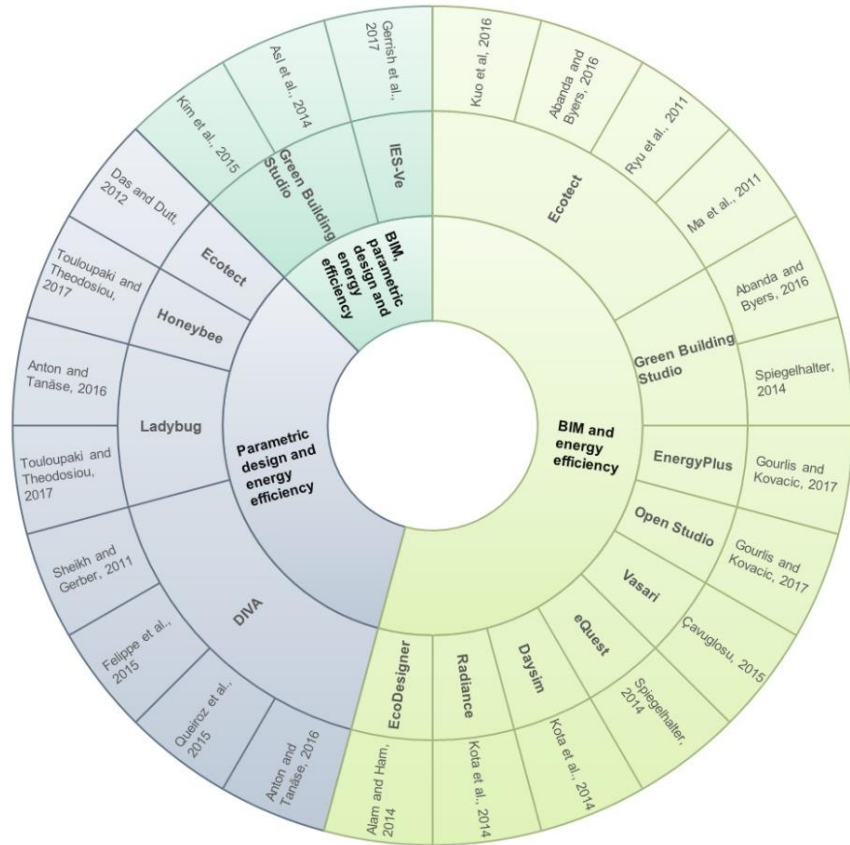 BIM and
energy
efficiency
Ecotect
Kuo et al, 2016
Abanda and
Byers, 2016
Ryu et al., 2011
Ma et al., 2011
Green Building
Studio
Abanda and
Byers, 2016
Spiegelhalter,
2014
EnergyPlus
Gourlis and
Kovacic, 2017
Open Studio
Gourlis and
Kovacic, 2017
Vasari
Çavuglosu, 2015
eQuest
Spiegelhalter,
2014
Daysim
Kota et al., 2014
Radiance
Kota et al., 2014
EcoDesigner
Alam and Ham,
2014
Parametric
design and
energy
efficiency
DIVA
Anton and
Tanăse, 2016
Queiroz et al.,
2015
Felippe et al.,
2015
Sheikh and
Gerber, 2011
Ladybug
Touloupaki and
Theodosiou,
2017
Anton and
Tanăse, 2016
Honeybee
Touloupaki and
Theodosiou,
2017
Ecotect
Das and Dutt,
2012
BIM,
parametric
design and
energy
efficiency
Green Building
Studio
Kim et al., 2015
Asl et al., 2014
IES-Ve
Gerrish et al.,
2017